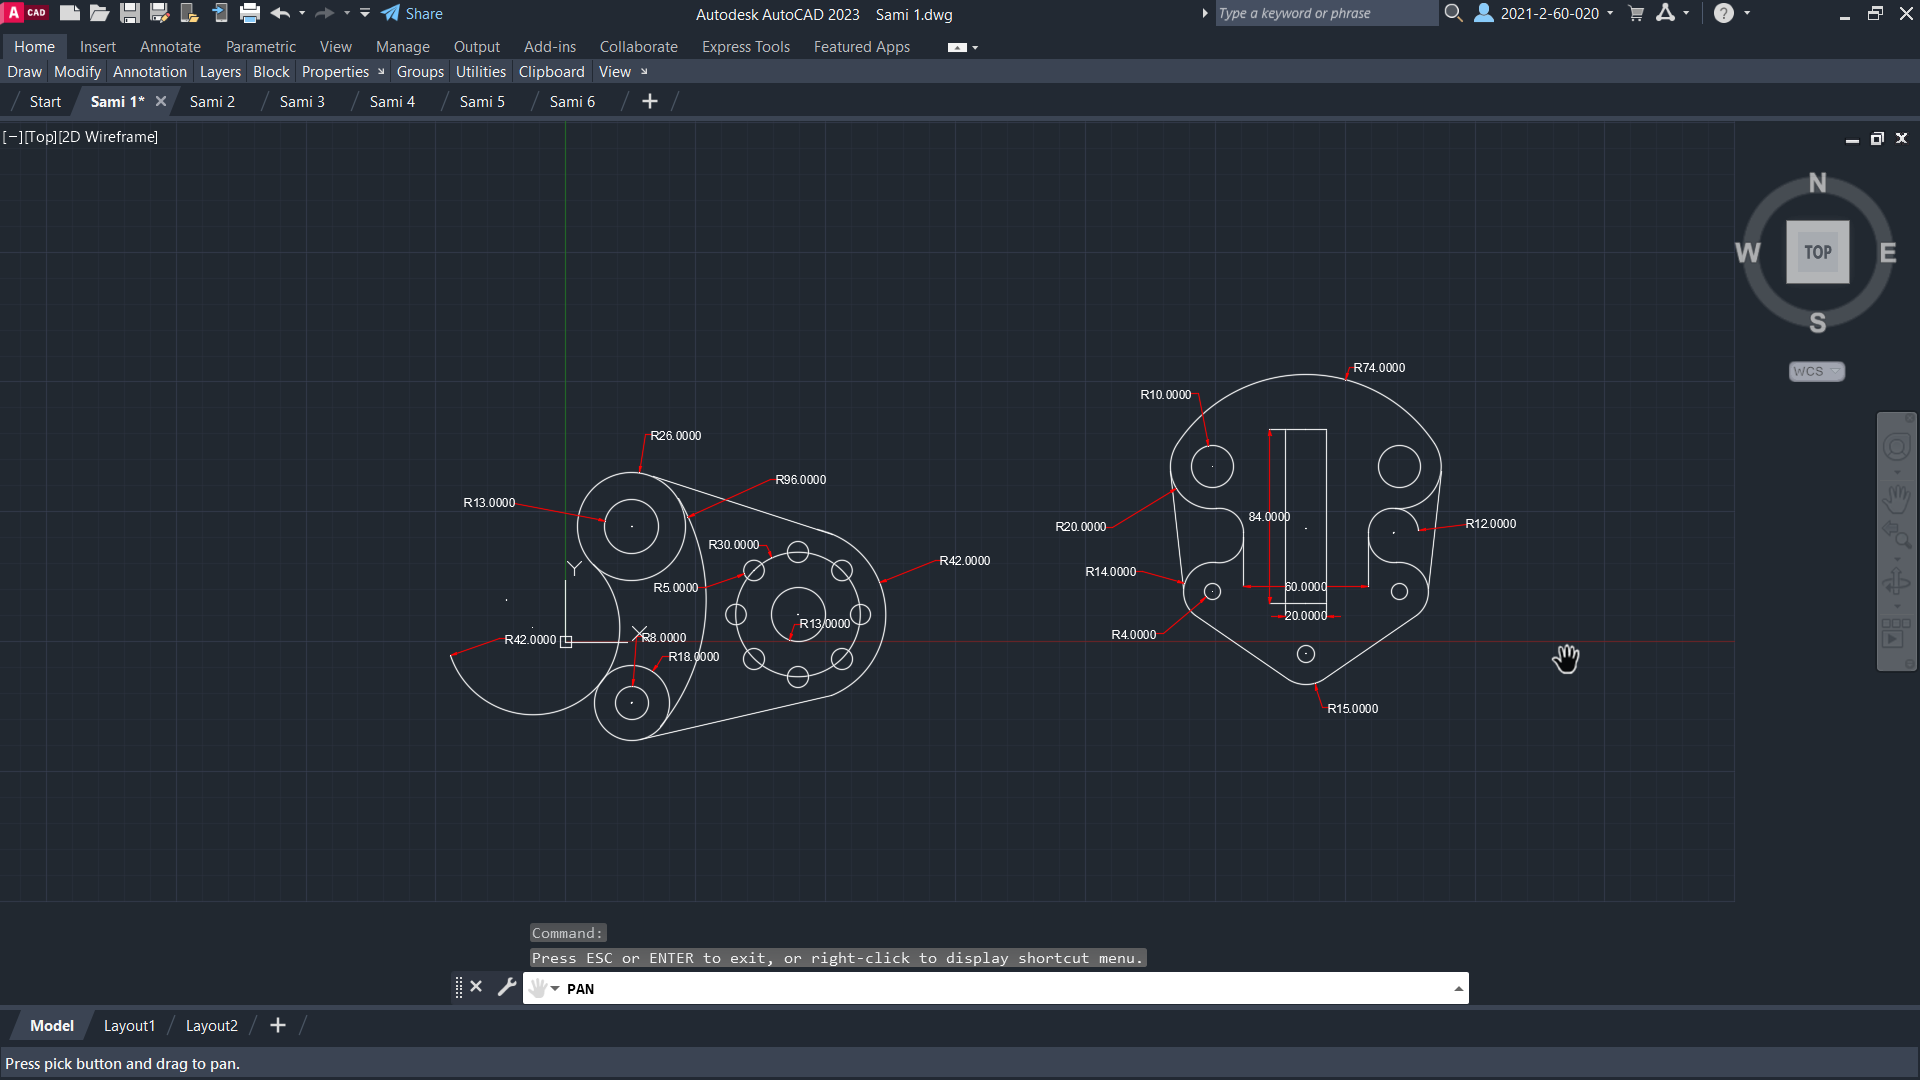 A CAD
Share
Autodesk AutoCAD 2023 Sami 1.dwg
Type a keyword or phrase
2021-2-60-020
?
Home Insert Annotate Parametric View Manage Output Add-ins Collaborate Express Tools Featured Apps
Draw Modify Annotation Layers Block Properties Groups Utilities Clipboard View
Start Sami 1* Sami 2 Sami 3 Sami 4 Sami 5 Sami 6
[−][Top][2D Wireframe]
N
W TOP E
S
WCS
R74.0000
R10.0000
R26.0000
R96.0000
R13.0000
84.0000
R12.0000
R20.0000
R30.0000
R42.0000
Y
R14.0000
R5.0000
60.0000
20.0000
R13.0000
R4.0000
R42.0000
X
R8.0000
R18.0000
R15.0000
Command:
Press ESC or ENTER to exit, or right-click to display shortcut menu.
PAN
Model Layout1 Layout2
Press pick button and drag to pan.